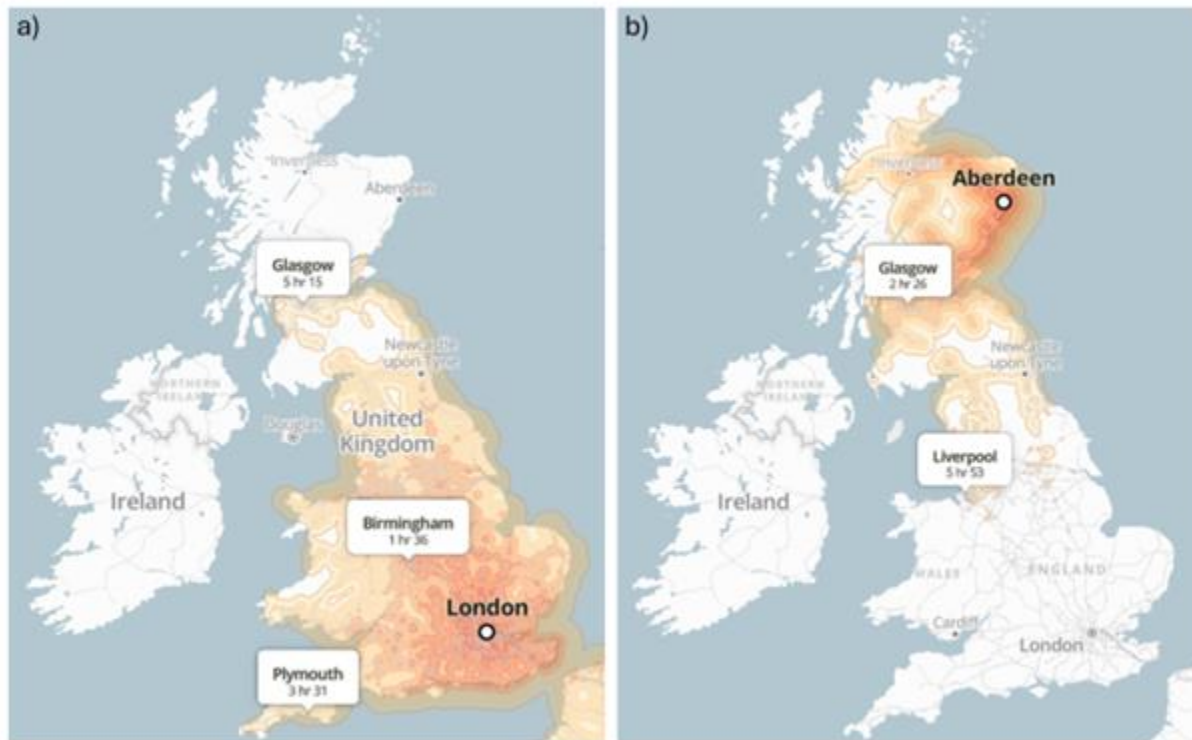 a)
Inverness
Aberdeen
Glasgow
5 hr 15
Newcastle
upon Tyne
NORTHERN
IRELAND
Douglas
United
Kingdom
Ireland
Birmingham
1 hr 36
London
Plymouth
3 hr 31
b)
Inverness
Aberdeen
Glasgow
2 hr 26
Newcastle
upon Tyne
NORTHERN
IRELAND
Liverpool
5 hr 53
Ireland
WALES
ENGLAND
Cardiff
London